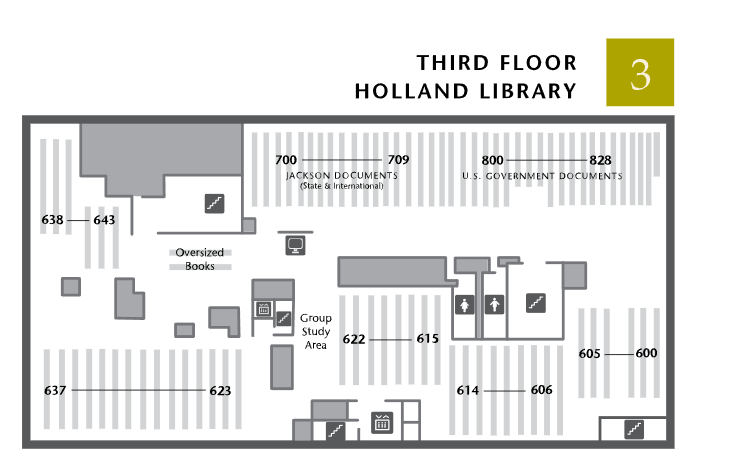 THIRD FLOOR
HOLLAND LIBRARY
3
700 709
JACKSON DOCUMENTS
(State & International)
800 828
U.S. GOVERNMENT DOCUMENTS
638 643
Oversized
Books
Group
Study
Area
622 615
605 600
637 623
614 606